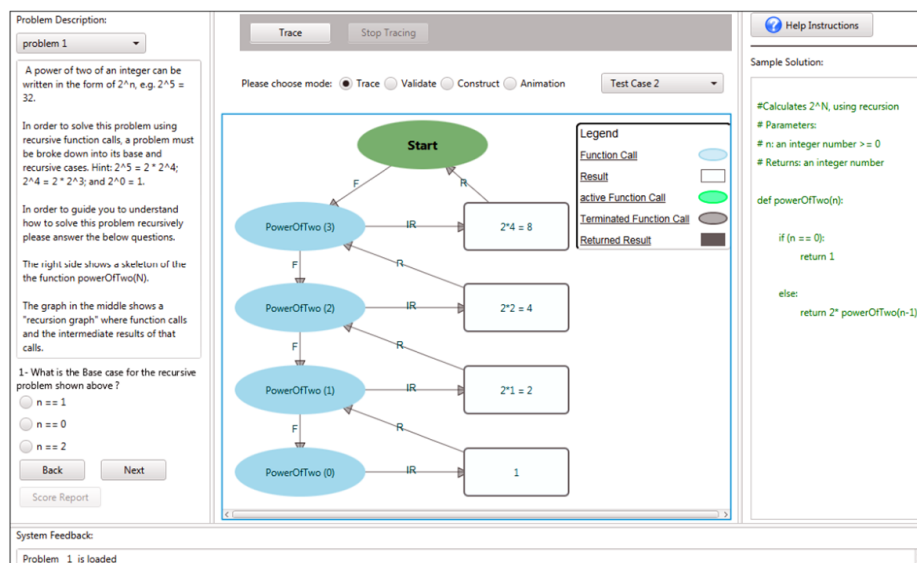 Problem Description:
problem 1
A power of two of an integer can be
written in the form of 2^n, e.g. 2^5 =
32.
In order to solve this problem using
recursive function calls, a problem must
be broke down into its base and
recursive cases. Hint: 2^5 = 2 * 2^4;
2^4 = 2 * 2^3; and 2^0 = 1.
In order to guide you to understand
how to solve this problem recursively
please answer the below questions.
The right side shows a skeleton of the
the function powerOfTwo(N).
The graph in the middle shows a
"recursion graph" where function calls
and the intermediate results of that
calls.
1- What is the Base case for the recursive
problem shown above ?
n == 1
n == 0
n == 2
Back Next
Score Report
Trace Stop Tracing
Please choose mode: Trace Validate Construct Animation Test Case 2
Start
F R
PowerOfTwo (3) IR 2*4 = 8
F R
PowerOfTwo (2) IR 2*2 = 4
F R
PowerOfTwo (1) IR 2*1 = 2
F R
PowerOfTwo (0) IR 1
Legend
Function Call
Result
active Function Call
Terminated Function Call
Returned Result
? Help Instructions
Sample Solution:
#Calculates 2^N, using recursion
# Parameters:
# n: an integer number >= 0
# Returns: an integer number
def powerOfTwo(n):
if (n == 0):
return 1
else:
return 2* powerOfTwo(n-1)
System Feedback:
Problem 1 is loaded